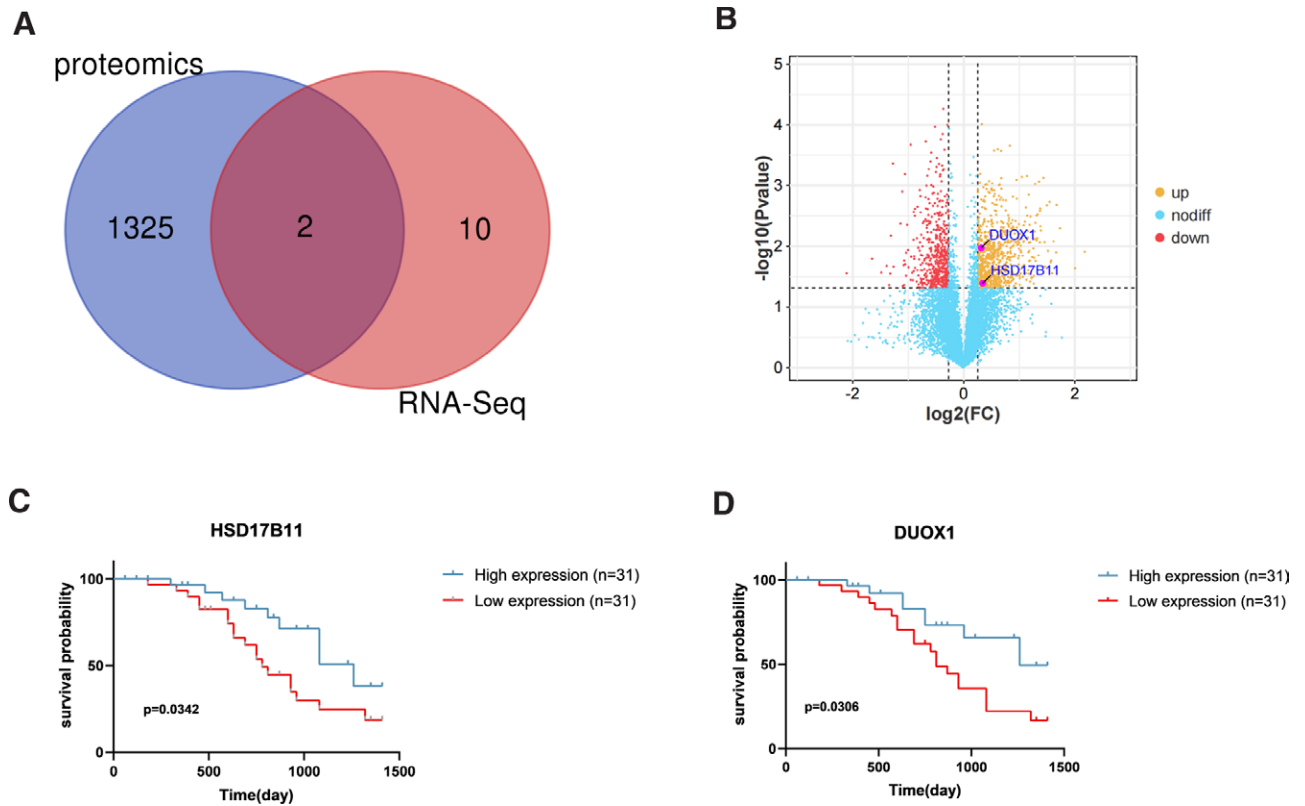 A
proteomics
1325
2
10
RNA-Seq
B
5
4
3
2
1
0
-log10(Pvalue)
DUOX1
HSD17B11
-2
0
2
log2(FC)
up
nodiff
down
C
HSD17B11
100
50
0
survival probability
p=0.0342
0
500
1000
1500
Time(day)
High expression (n=31)
Low expression (n=31)
D
DUOX1
100
50
0
survival probability
p=0.0306
0
500
1000
1500
Time(day)
High expression (n=31)
Low expression (n=31)